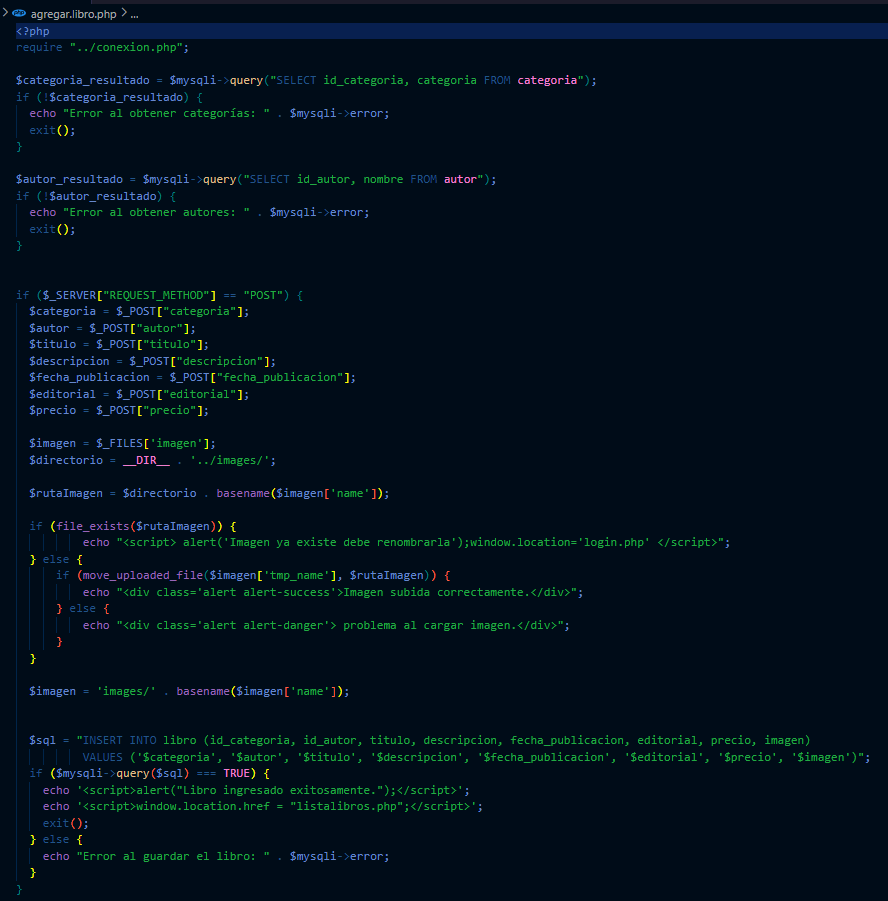 agregar.libro.php > ...
<?php
require "../conexion.php";
$categoria_resultado = $mysqli->query("SELECT id_categoria, categoria FROM categoria");
if (!$categoria_resultado) {
echo "Error al obtener categorías: " . $mysqli->error;
exit();
}
$autor_resultado = $mysqli->query("SELECT id_autor, nombre FROM autor");
if (!$autor_resultado) {
echo "Error al obtener autores: " . $mysqli->error;
exit();
}
if ($_SERVER["REQUEST_METHOD"] == "POST") {
$categoria = $_POST["categoria"];
$autor = $_POST["autor"];
$titulo = $_POST["titulo"];
$descripcion = $_POST["descripcion"];
$fecha_publicacion = $_POST["fecha_publicacion"];
$editorial = $_POST["editorial"];
$precio = $_POST["precio"];
$imagen = $_FILES['imagen'];
$directorio = __DIR__ . '../images/';
$rutaImagen = $directorio . basename($imagen['name']);
if (file_exists($rutaImagen)) {
echo "<script> alert('Imagen ya existe debe renombrarla');window.location='login.php' </script>";
} else {
if (move_uploaded_file($imagen['tmp_name'], $rutaImagen)) {
echo "<div class='alert alert-success'>Imagen subida correctamente.</div>";
} else {
echo "<div class='alert alert-danger'> problema al cargar imagen.</div>";
}
}
$imagen = 'images/' . basename($imagen['name']);
$sql = "INSERT INTO libro (id_categoria, id_autor, titulo, descripcion, fecha_publicacion, editorial, precio, imagen)
VALUES ('$categoria', '$autor', '$titulo', '$descripcion', '$fecha_publicacion', '$editorial', '$precio', '$imagen')";
if ($mysqli->query($sql) === TRUE) {
echo '<script>alert("Libro ingresado exitosamente.");</script>';
echo '<script>window.location.href = "listalibros.php";</script>';
exit();
} else {
echo "Error al guardar el libro: " . $mysqli->error;
}
}